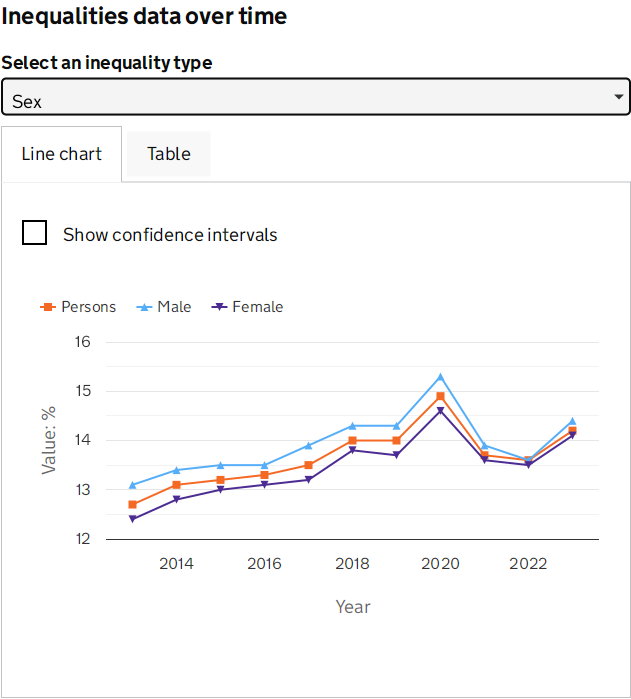 Inequalities data over time
Select an inequality type
Sex
Line chart
Table
Show confidence intervals
Persons
Male
Female
16
15
14
13
12
Value: %
2014
2016
2018
2020
2022
Year